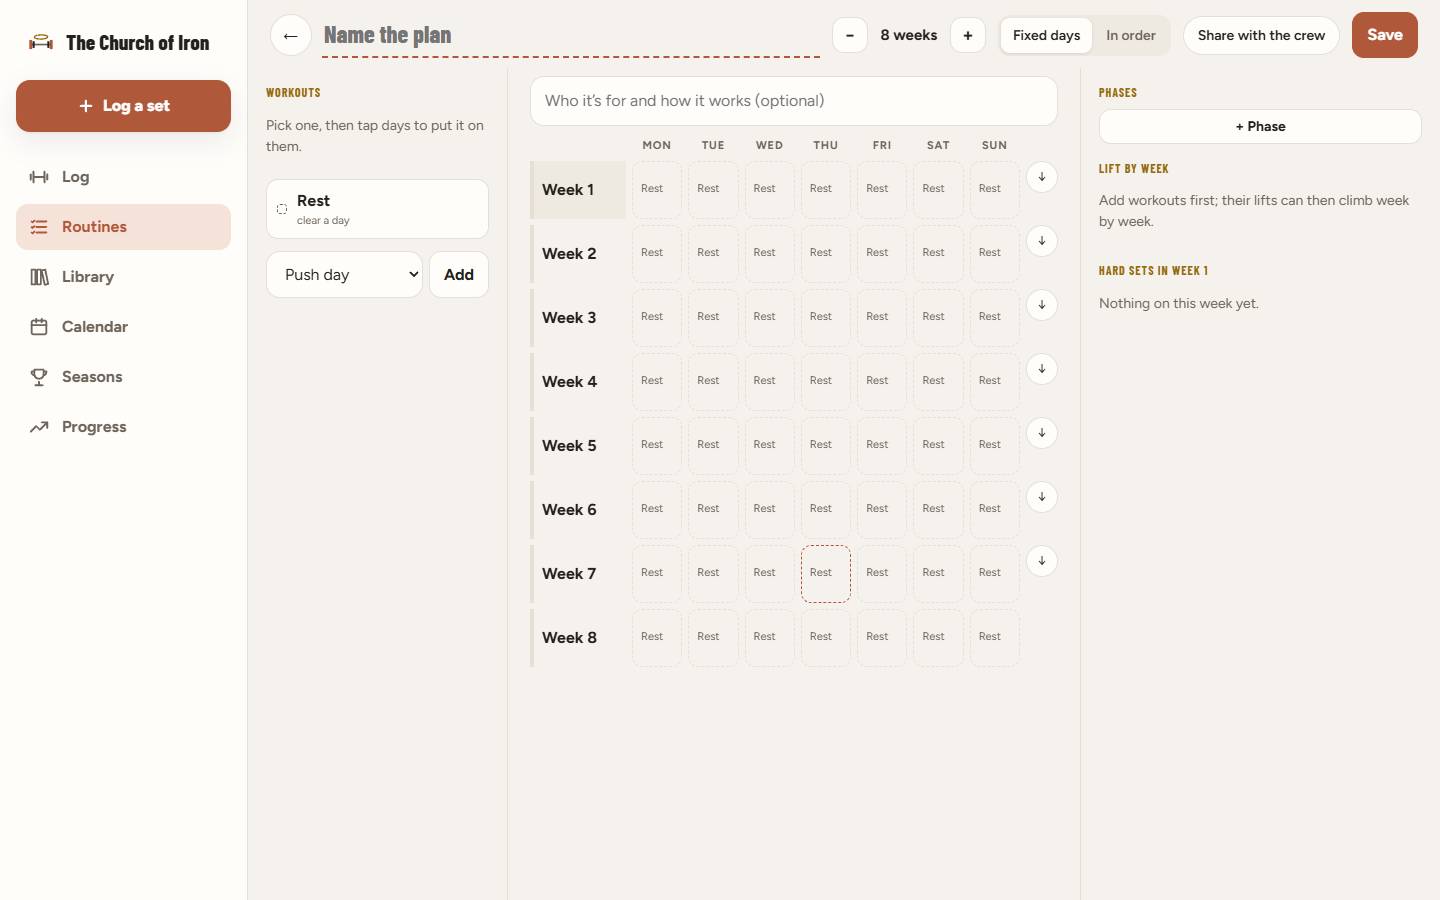 The Church of Iron
+ Log a set
Log
Routines
Library
Calendar
Seasons
Progress
← Name the plan
− 8 weeks +
Fixed days In order
Share with the crew
Save
WORKOUTS
Pick one, then tap days to put it on
them.
Rest
clear a day
Push day
Add
Who it’s for and how it works (optional)
MON TUE WED THU FRI SAT SUN
Week 1 Rest Rest Rest Rest Rest Rest Rest ↓
Week 2 Rest Rest Rest Rest Rest Rest Rest ↓
Week 3 Rest Rest Rest Rest Rest Rest Rest ↓
Week 4 Rest Rest Rest Rest Rest Rest Rest ↓
Week 5 Rest Rest Rest Rest Rest Rest Rest ↓
Week 6 Rest Rest Rest Rest Rest Rest Rest ↓
Week 7 Rest Rest Rest Rest Rest Rest Rest ↓
Week 8 Rest Rest Rest Rest Rest Rest Rest
PHASES
+ Phase
LIFT BY WEEK
Add workouts first; their lifts can then climb week
by week.
HARD SETS IN WEEK 1
Nothing on this week yet.